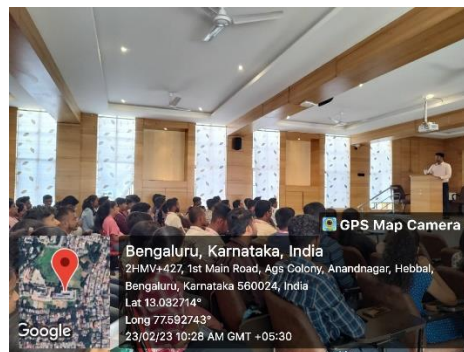 GPS Map Camera
Bengaluru, Karnataka, India
2HMV+427, 1st Main Road, Ags Colony, Anandnagar, Hebbal,
Bengaluru, Karnataka 560024, India
Lat 13.032714°
Long 77.592743°
23/02/23 10:28 AM GMT +05:30
Google